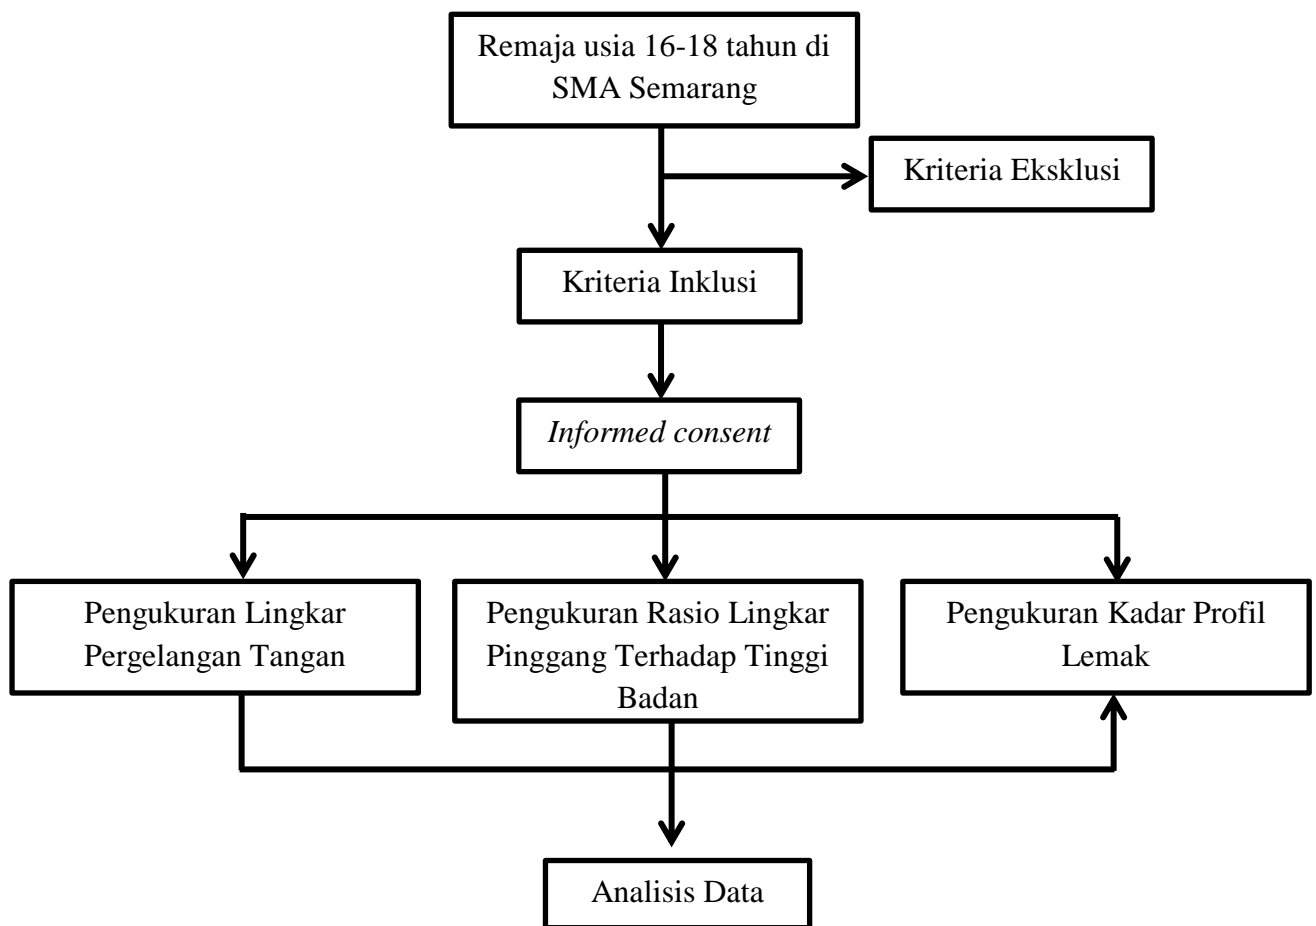 Remaja usia 16-18 tahun di
SMA Semarang
Kriteria Eksklusi
Kriteria Inklusi
Informed consent
Pengukuran Lingkar
Pergelangan Tangan
Pengukuran Rasio Lingkar
Pinggang Terhadap Tinggi
Badan
Pengukuran Kadar Profil
Lemak
Analisis Data